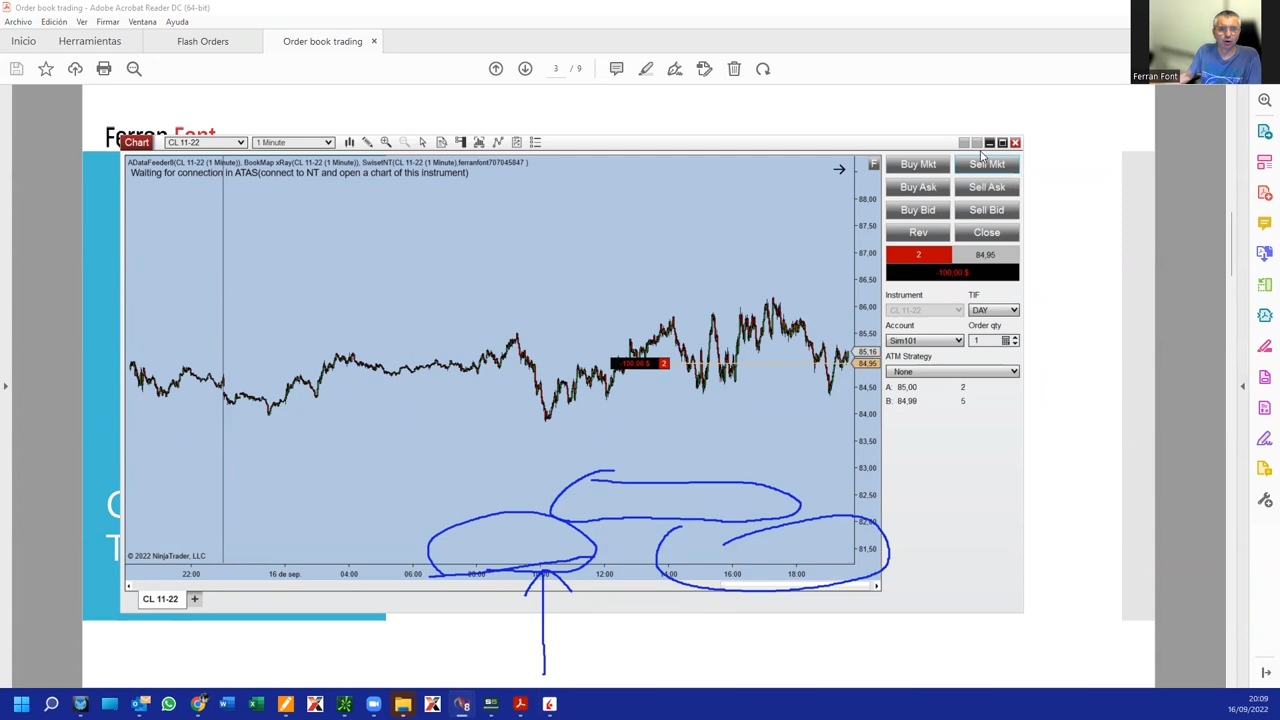 Order book trading - Adobe Acrobat Reader DC (64-bit)
Archivo Edición Ver Firmar Ventana Ayuda
Inicio Herramientas Flash Orders Order book trading ×
3 / 9
Ferran Font
Ferran Font
Chart CL 11-22 1 Minute
ADataFeeder8(CL 11-22 (1 Minute)), BookMap xRay(CL 11-22 (1 Minute)), SwisetNT(CL 11-22 (1 Minute),ferranfont707045847 )
Waiting for connection in ATAS(connect to NT and open a chart of this instrument)
F
Buy Mkt Sell Mkt
Buy Ask Sell Ask
Buy Bid Sell Bid
Rev Close
2 84,95
-100,00 $
Instrument TIF
CL 11-22 DAY
Account Order qty
Sim101 1
ATM Strategy
None
A: 85,00 2
B: 84,99 5
88,00
87,50
87,00
86,50
86,00
85,50
85,16
84,95
84,50
84,00
83,50
83,00
82,50
82,00
81,50
-100,00 $ 2
© 2022 NinjaTrader, LLC
22:00 16 de sep. 04:00 06:00 08:00 12:00 14:00 16:00 18:00
CL 11-22 +
20:09
16/09/2022